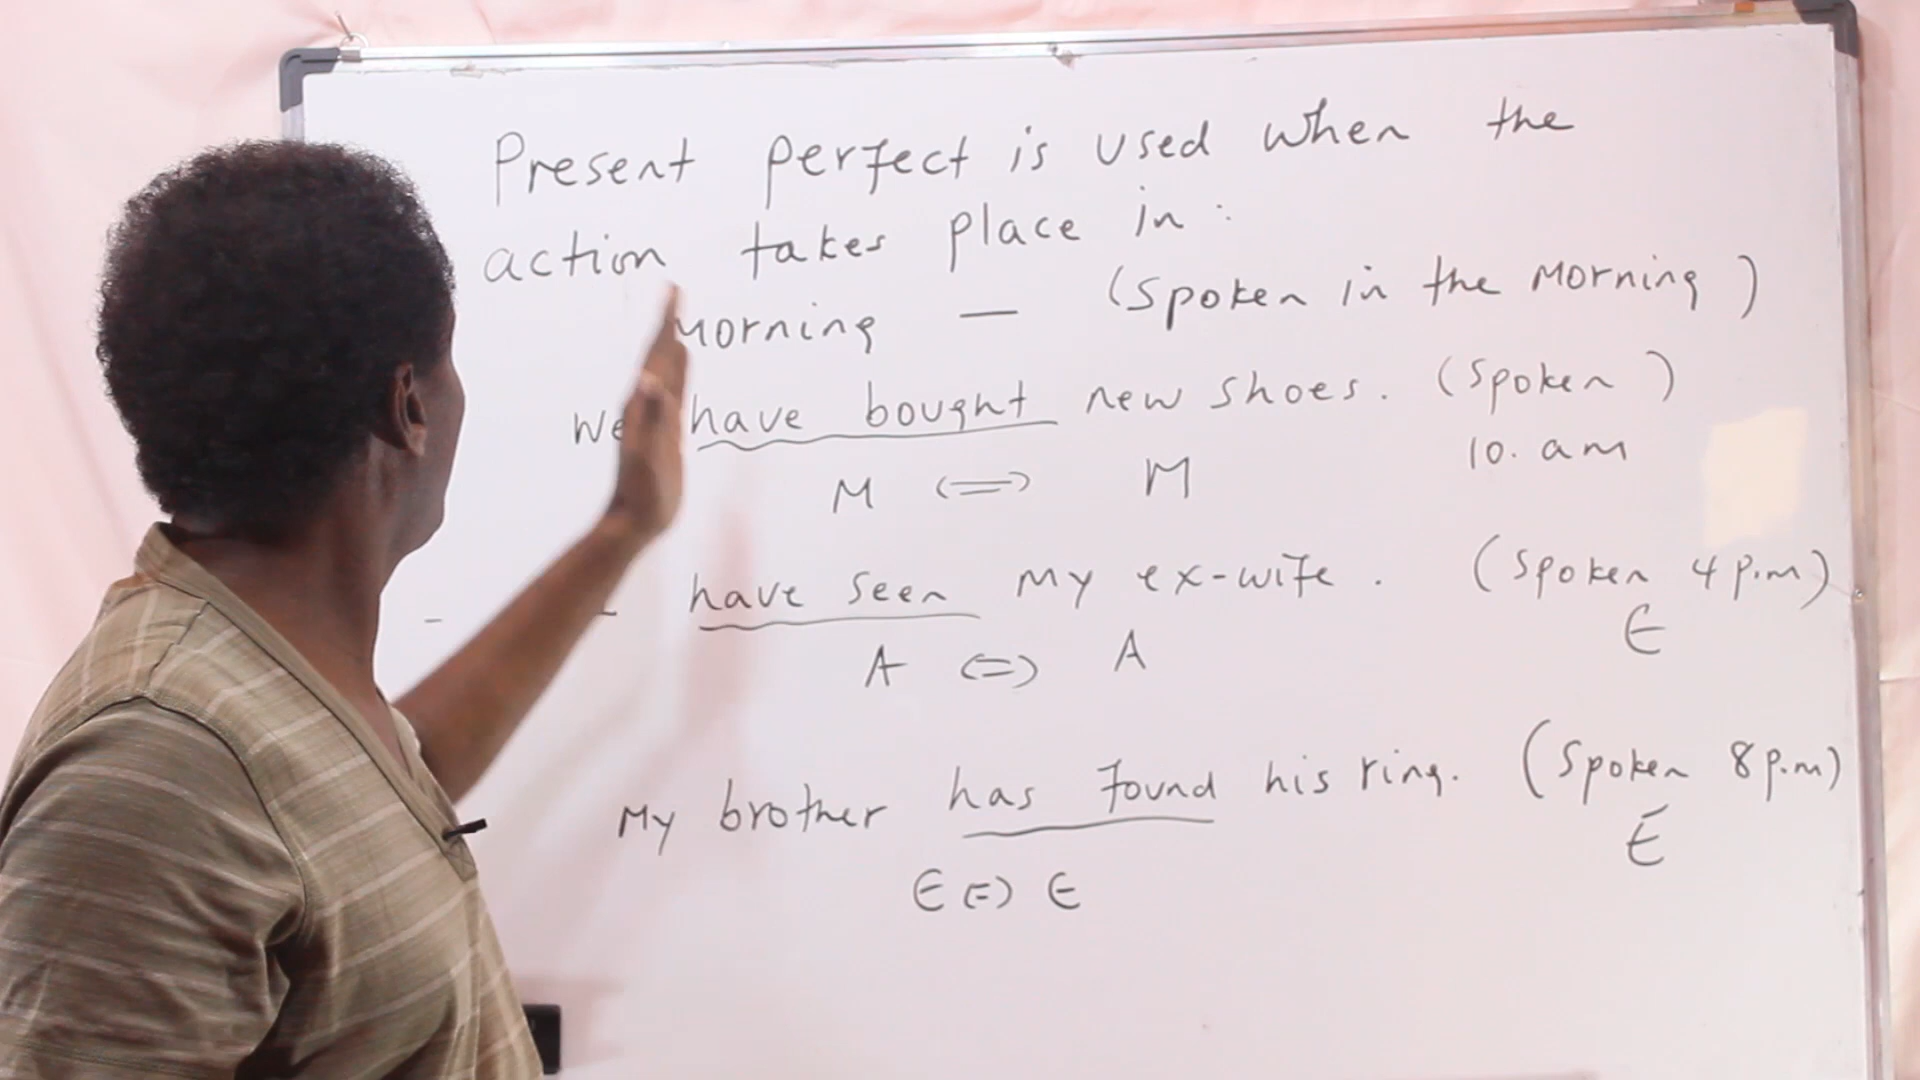 Present perfect is used when the
action takes place in:
morning — (spoken in the morning)
We have bought new shoes. (spoken)
10. am
M <=> M
- I have seen my ex-wife. (spoken 4 p.m)
E
A <=> A
My brother has found his ring. (spoken 8 p.m)
E
E <=> E